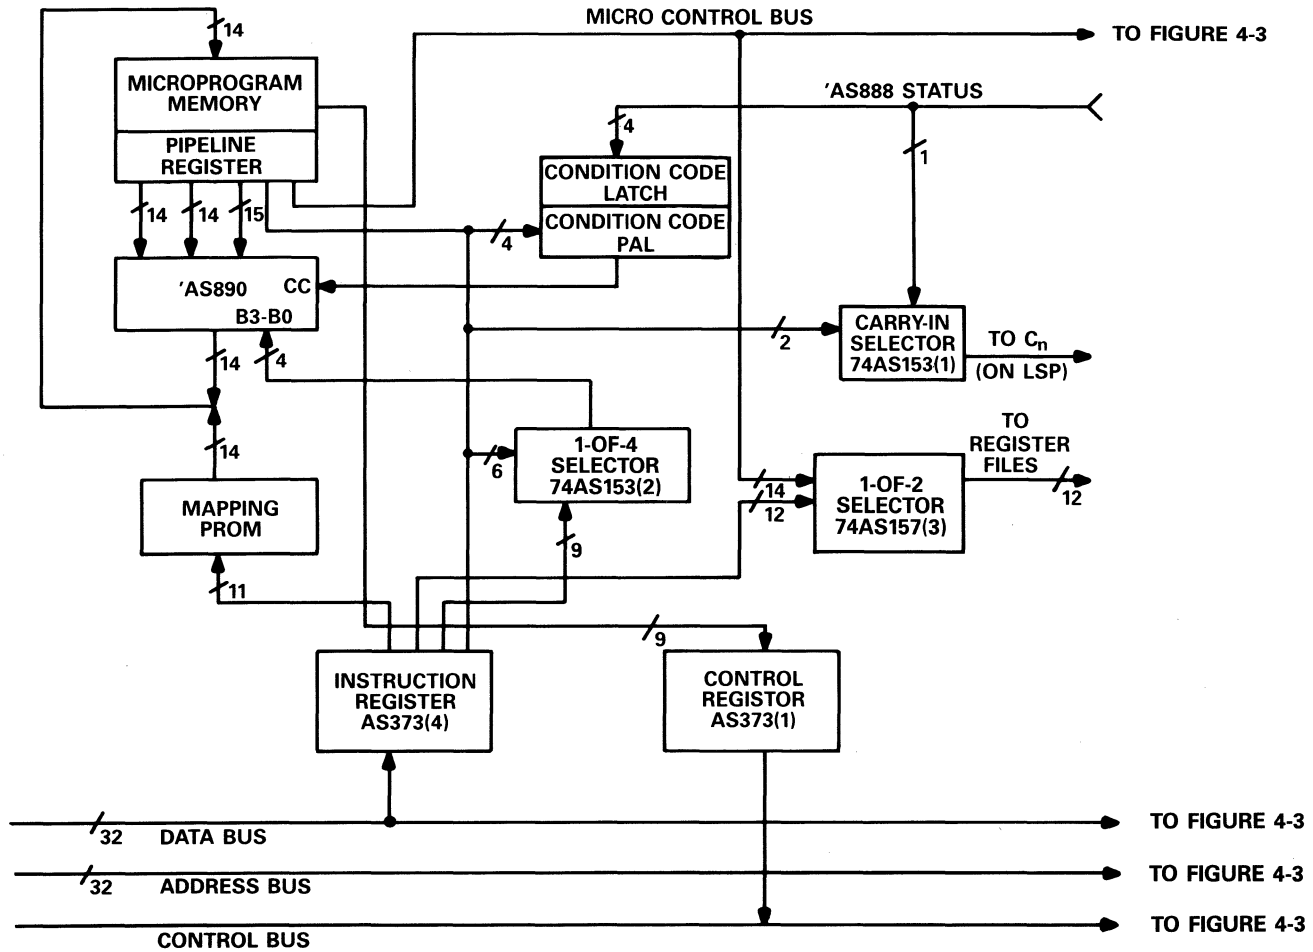 MICRO CONTROL BUS
TO FIGURE 4-3
14
MICROPROGRAM
MEMORY
'AS888 STATUS
4
1
PIPELINE
REGISTER
CONDITION CODE
LATCH
14
14
15
4
CONDITION CODE
PAL
'AS890
CC
B3-B0
CARRY-IN
SELECTOR
74AS153(1)
2
TO Cn
(ON LSP)
14
4
14
1-OF-4
SELECTOR
74AS153(2)
6
TO
REGISTER
FILES
14
12
1-OF-2
SELECTOR
74AS157(3)
12
MAPPING
PROM
9
11
9
INSTRUCTION
REGISTER
AS373(4)
CONTROL
REGISTOR
AS373(1)
32
DATA BUS
TO FIGURE 4-3
32
ADDRESS BUS
TO FIGURE 4-3
CONTROL BUS
TO FIGURE 4-3